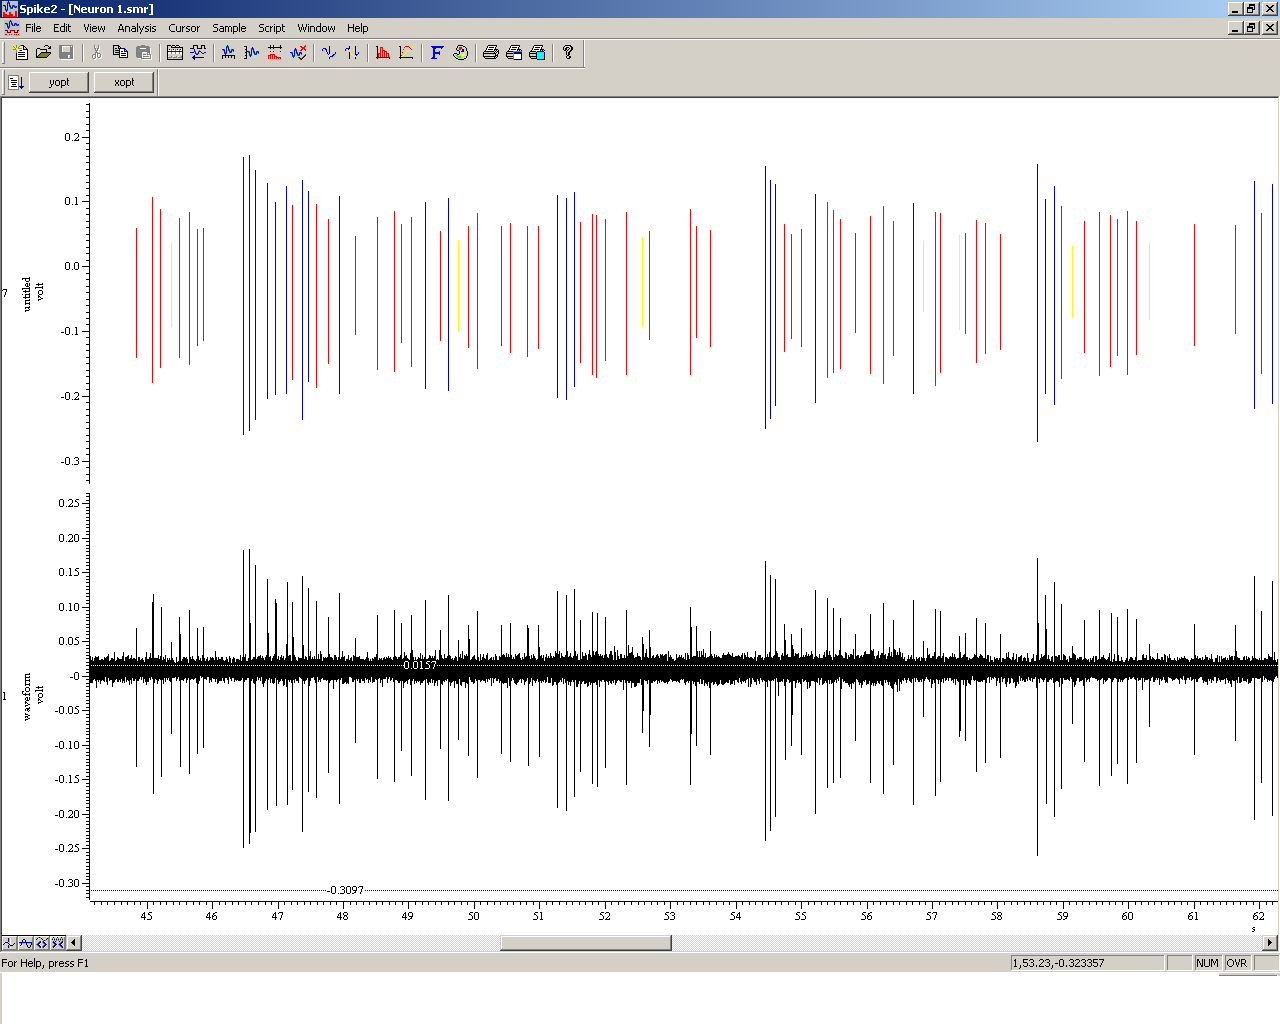 Spike2 - [Neuron 1.smr]
File Edit View Analysis Cursor Sample Script Window Help
yopt xopt
0.2
0.1
0.0
-0.1
-0.2
-0.3
7
untitled
volt
0.25
0.20
0.15
0.10
0.05
-0
-0.05
-0.10
-0.15
-0.20
-0.25
-0.30
1
waveform
volt
0.0157
-0.3097
45 46 47 48 49 50 51 52 53 54 55 56 57 58 59 60 61 62
s
For Help, press F1
1,53.23,-0.323357
NUM OVR